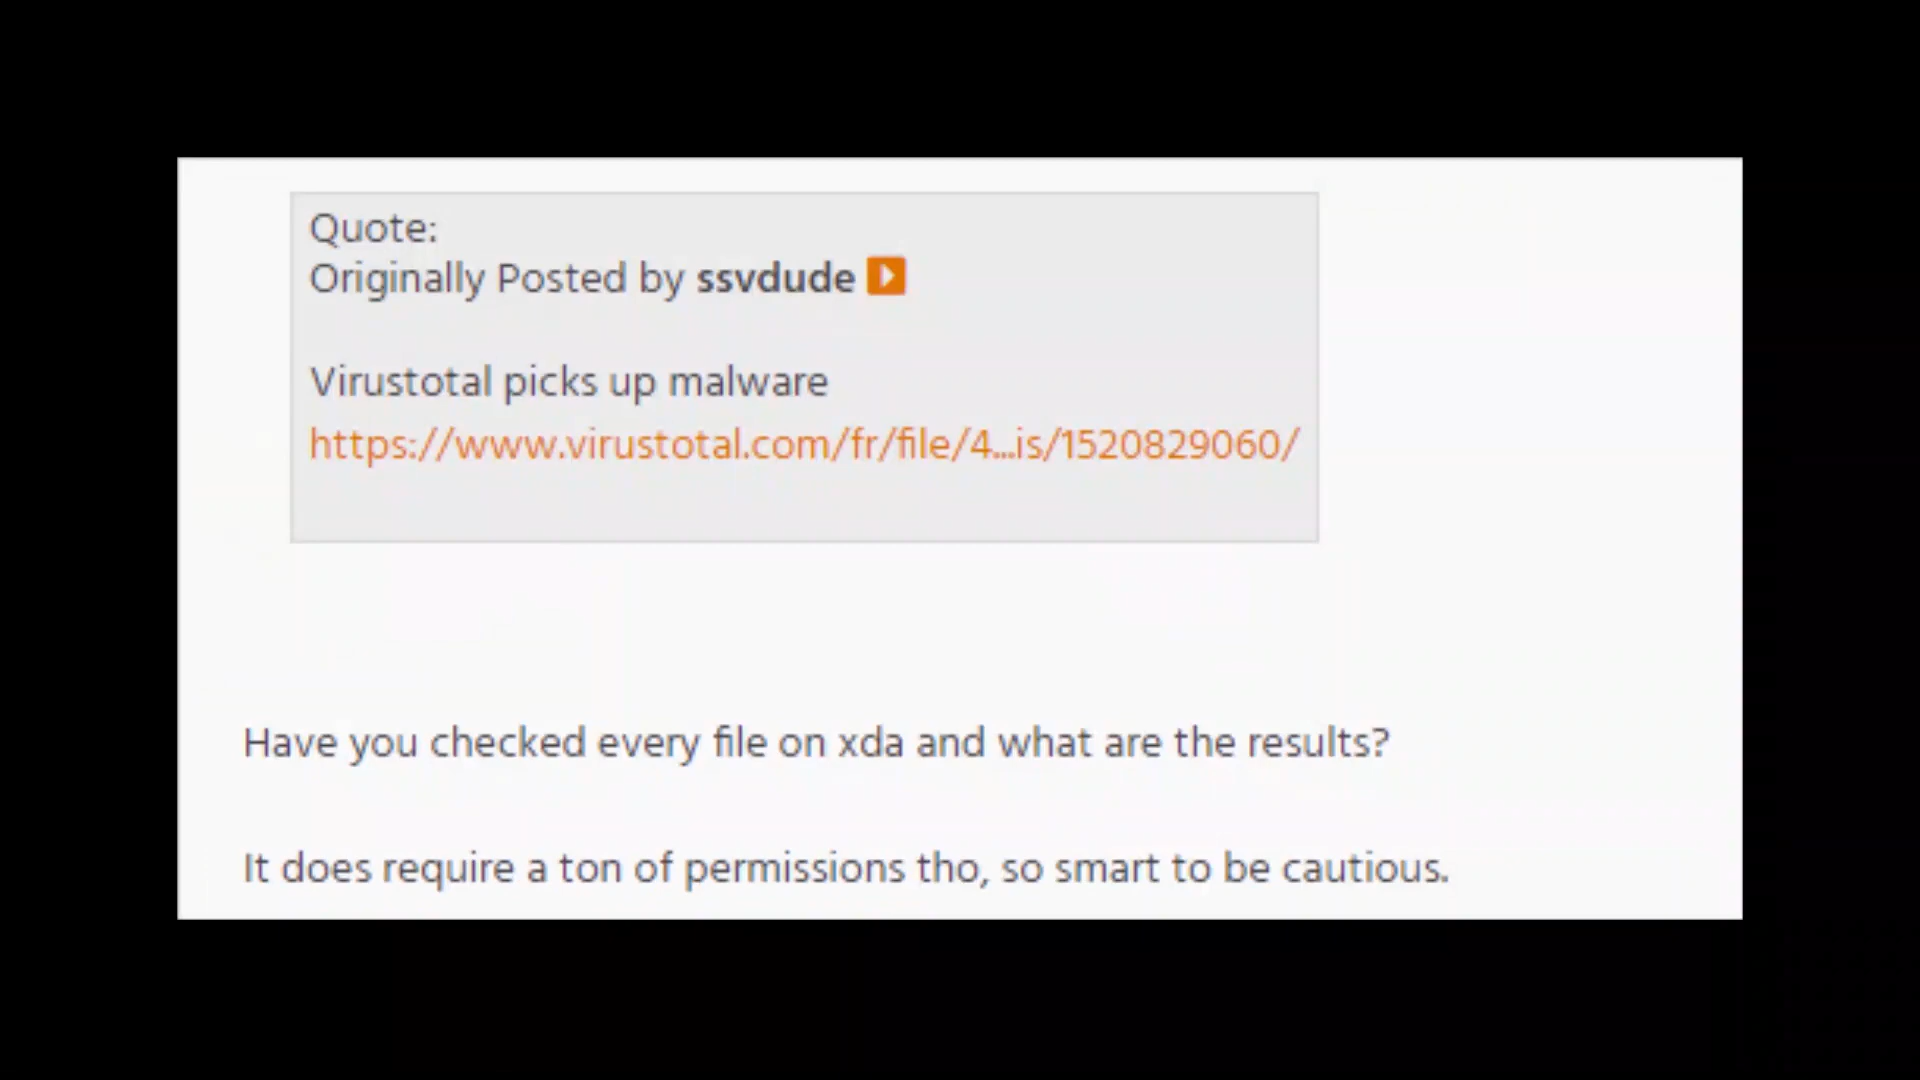 Quote:
Originally Posted by ssvdude
Virustotal picks up malware
https://www.virustotal.com/fr/file/4...is/1520829060/
Have you checked every file on xda and what are the results?
It does require a ton of permissions tho, so smart to be cautious.